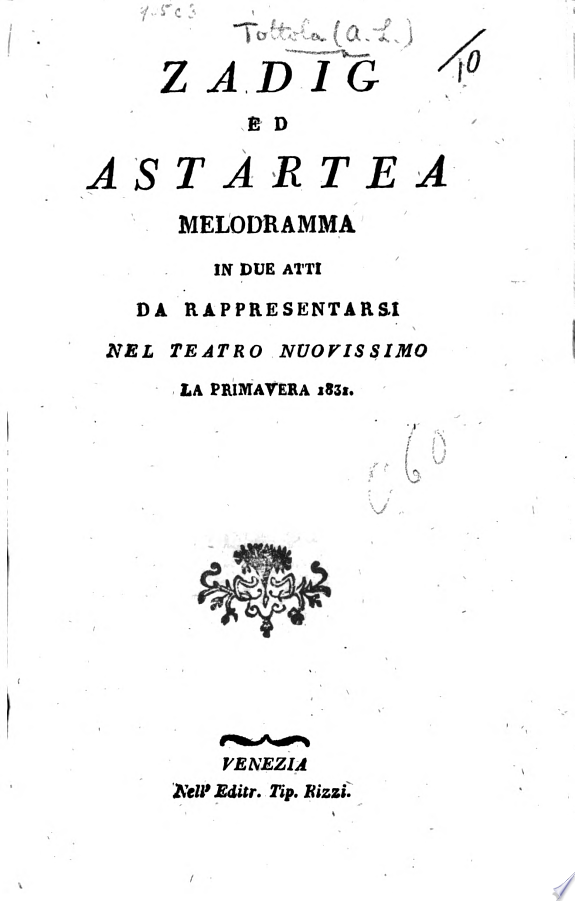 Tottola (A. L.)
10
ZADIG
ED
ASTARTEA
MELODRAMMA
IN DUE ATTI
DA RAPPRESENTARSI
NEL TEATRO NUOVISSIMO
LA PRIMAVERA 1831.
C60
VENEZIA
Nell' Editr. Tip. Rizzi.